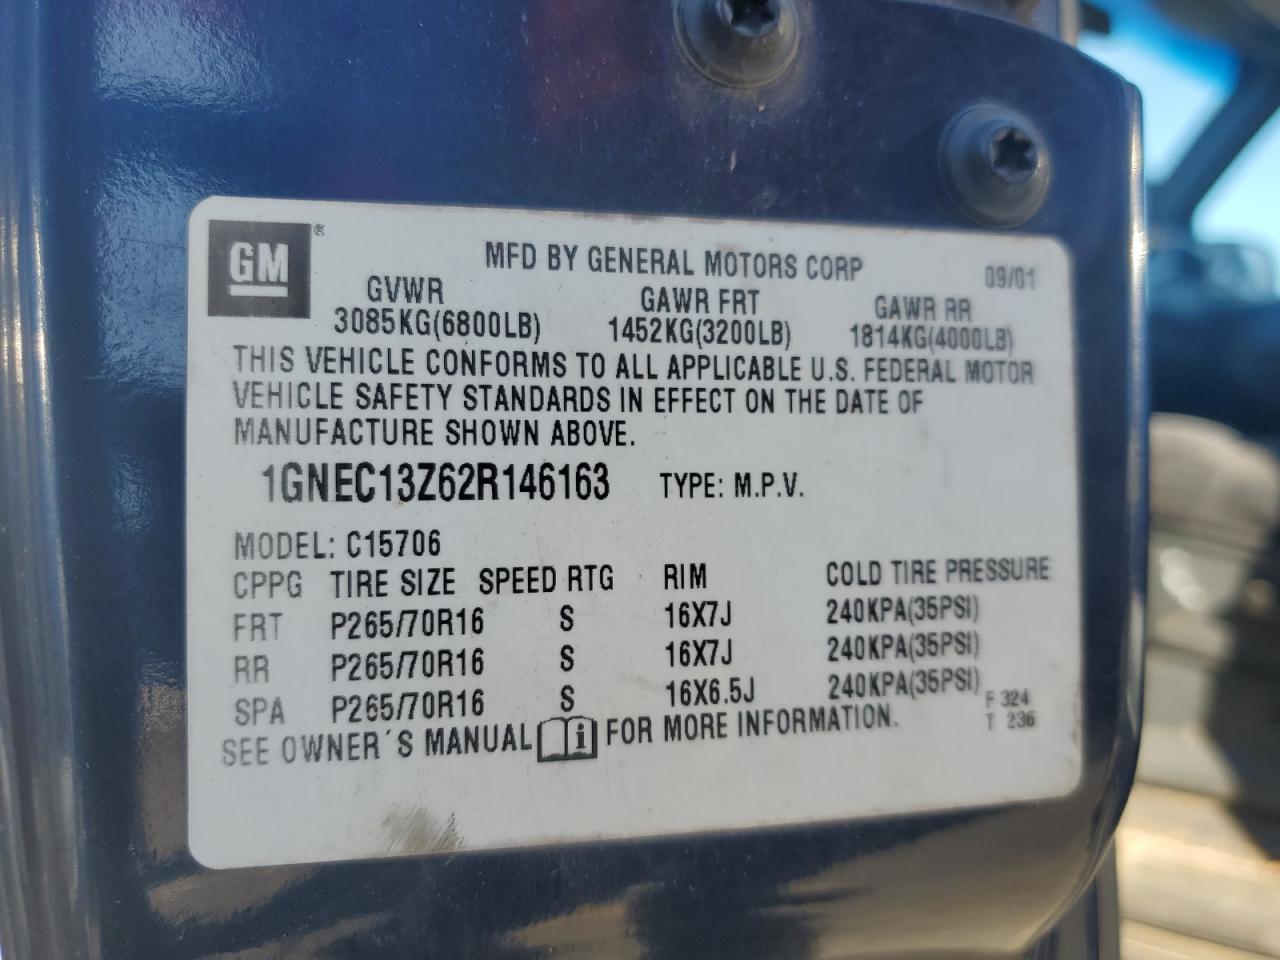 GM ®
MFD BY GENERAL MOTORS CORP 09/01
GVWR GAWR FRT GAWR RR
3085KG(6800LB) 1452KG(3200LB) 1814KG(4000LB)
THIS VEHICLE CONFORMS TO ALL APPLICABLE U.S. FEDERAL MOTOR
VEHICLE SAFETY STANDARDS IN EFFECT ON THE DATE OF
MANUFACTURE SHOWN ABOVE.
1GNEC13Z62R146163 TYPE: M.P.V.
MODEL: C15706
CPPG TIRE SIZE SPEED RTG RIM COLD TIRE PRESSURE
FRT P265/70R16 S 16X7J 240KPA(35PSI)
RR P265/70R16 S 16X7J 240KPA(35PSI)
SPA P265/70R16 S 16X6.5J 240KPA(35PSI) F 324
T 236
SEE OWNER'S MANUAL i FOR MORE INFORMATION.